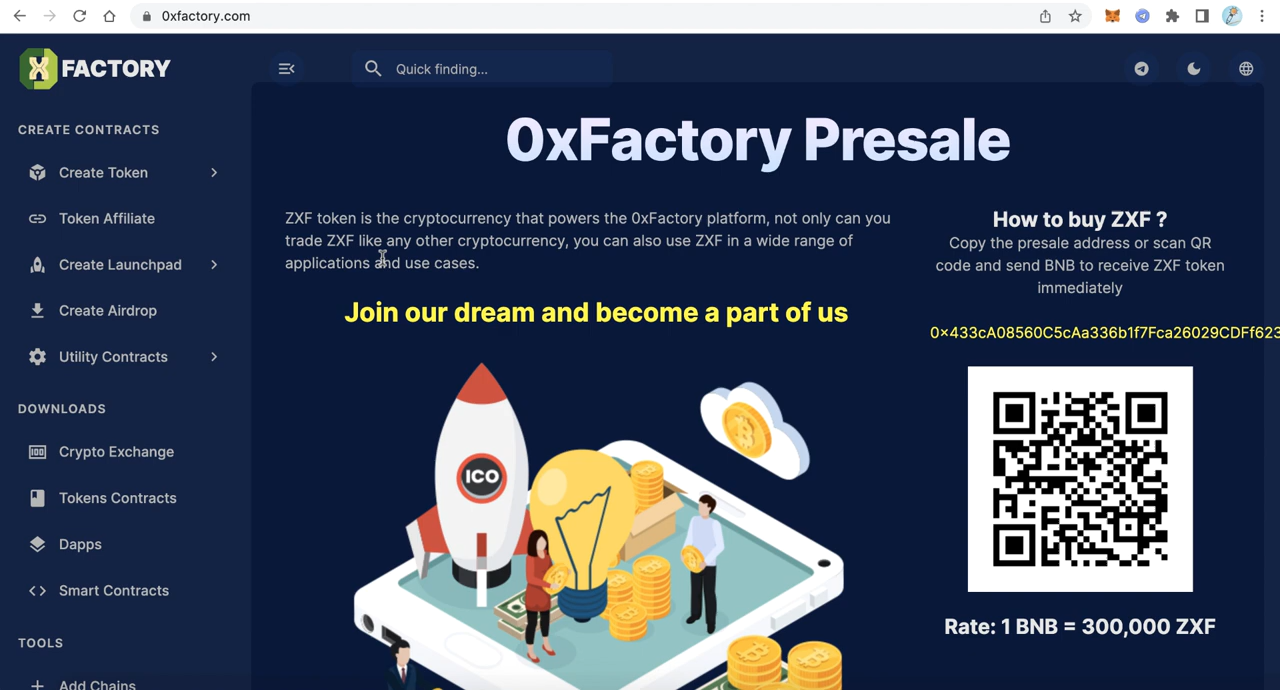 0xfactory.com
X FACTORY
Quick finding...
CREATE CONTRACTS
Create Token
Token Affiliate
Create Launchpad
Create Airdrop
Utility Contracts
DOWNLOADS
Crypto Exchange
Tokens Contracts
Dapps
Smart Contracts
TOOLS
Add Chains
0xFactory Presale
ZXF token is the cryptocurrency that powers the 0xFactory platform, not only can you
trade ZXF like any other cryptocurrency, you can also use ZXF in a wide range of
applications and use cases.
Join our dream and become a part of us
ICO
How to buy ZXF ?
Copy the presale address or scan QR
code and send BNB to receive ZXF token
immediately
0x433cA08560C5cAa336b1f7Fca26029CDFf623
Rate: 1 BNB = 300,000 ZXF